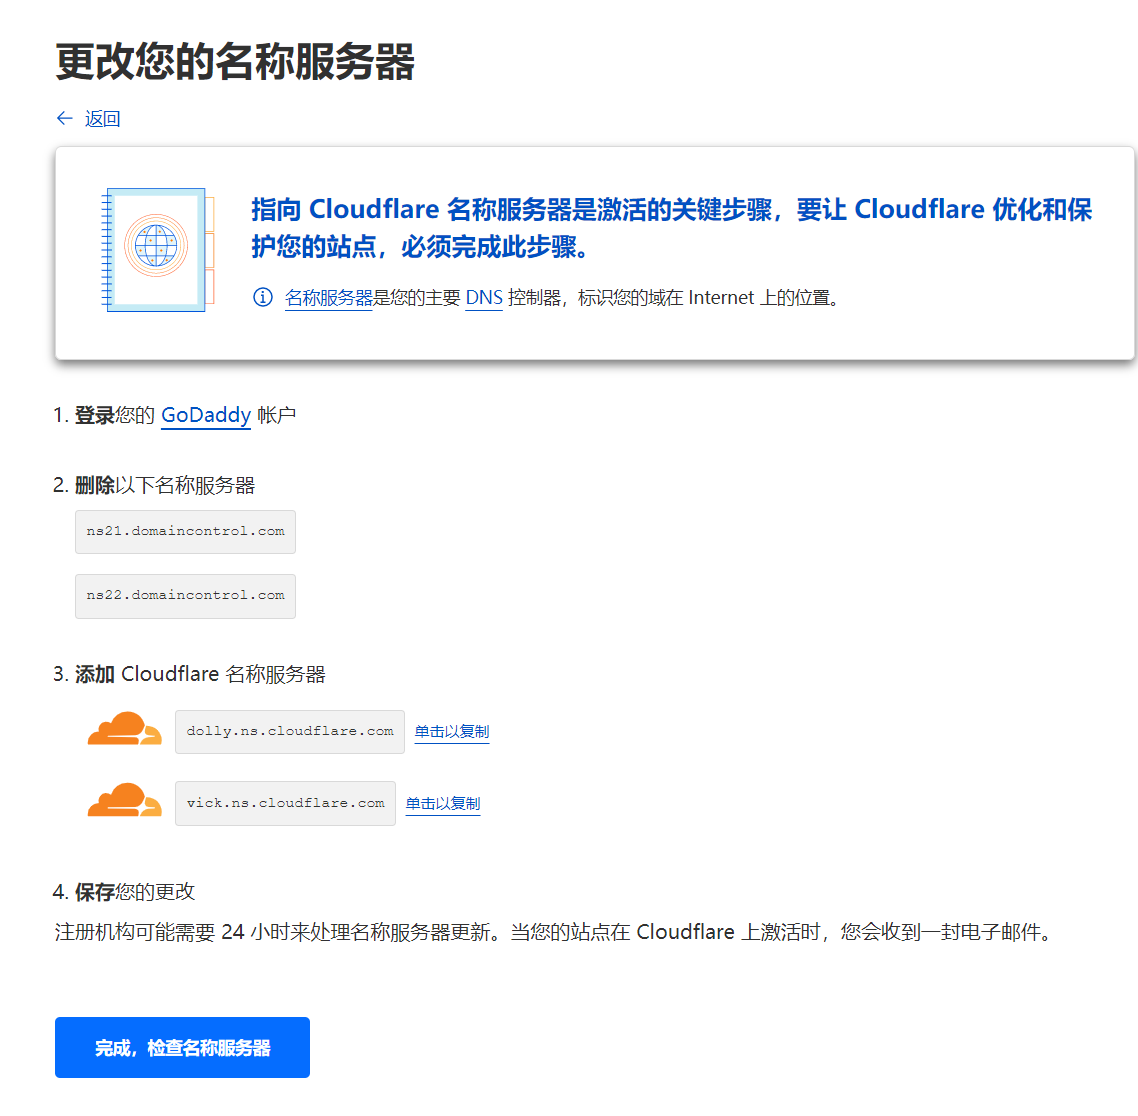 更改您的名称服务器
← 返回
指向 Cloudflare 名称服务器是激活的关键步骤，要让 Cloudflare 优化和保
护您的站点，必须完成此步骤。
名称服务器是您的主要 DNS 控制器，标识您的域在 Internet 上的位置。
1. 登录您的 GoDaddy 帐户
2. 删除以下名称服务器
ns21.domaincontrol.com
ns22.domaincontrol.com
3. 添加 Cloudflare 名称服务器
dolly.ns.cloudflare.com 单击以复制
vick.ns.cloudflare.com 单击以复制
4. 保存您的更改
注册机构可能需要 24 小时来处理名称服务器更新。当您的站点在 Cloudflare 上激活时，您会收到一封电子邮件。
完成，检查名称服务器